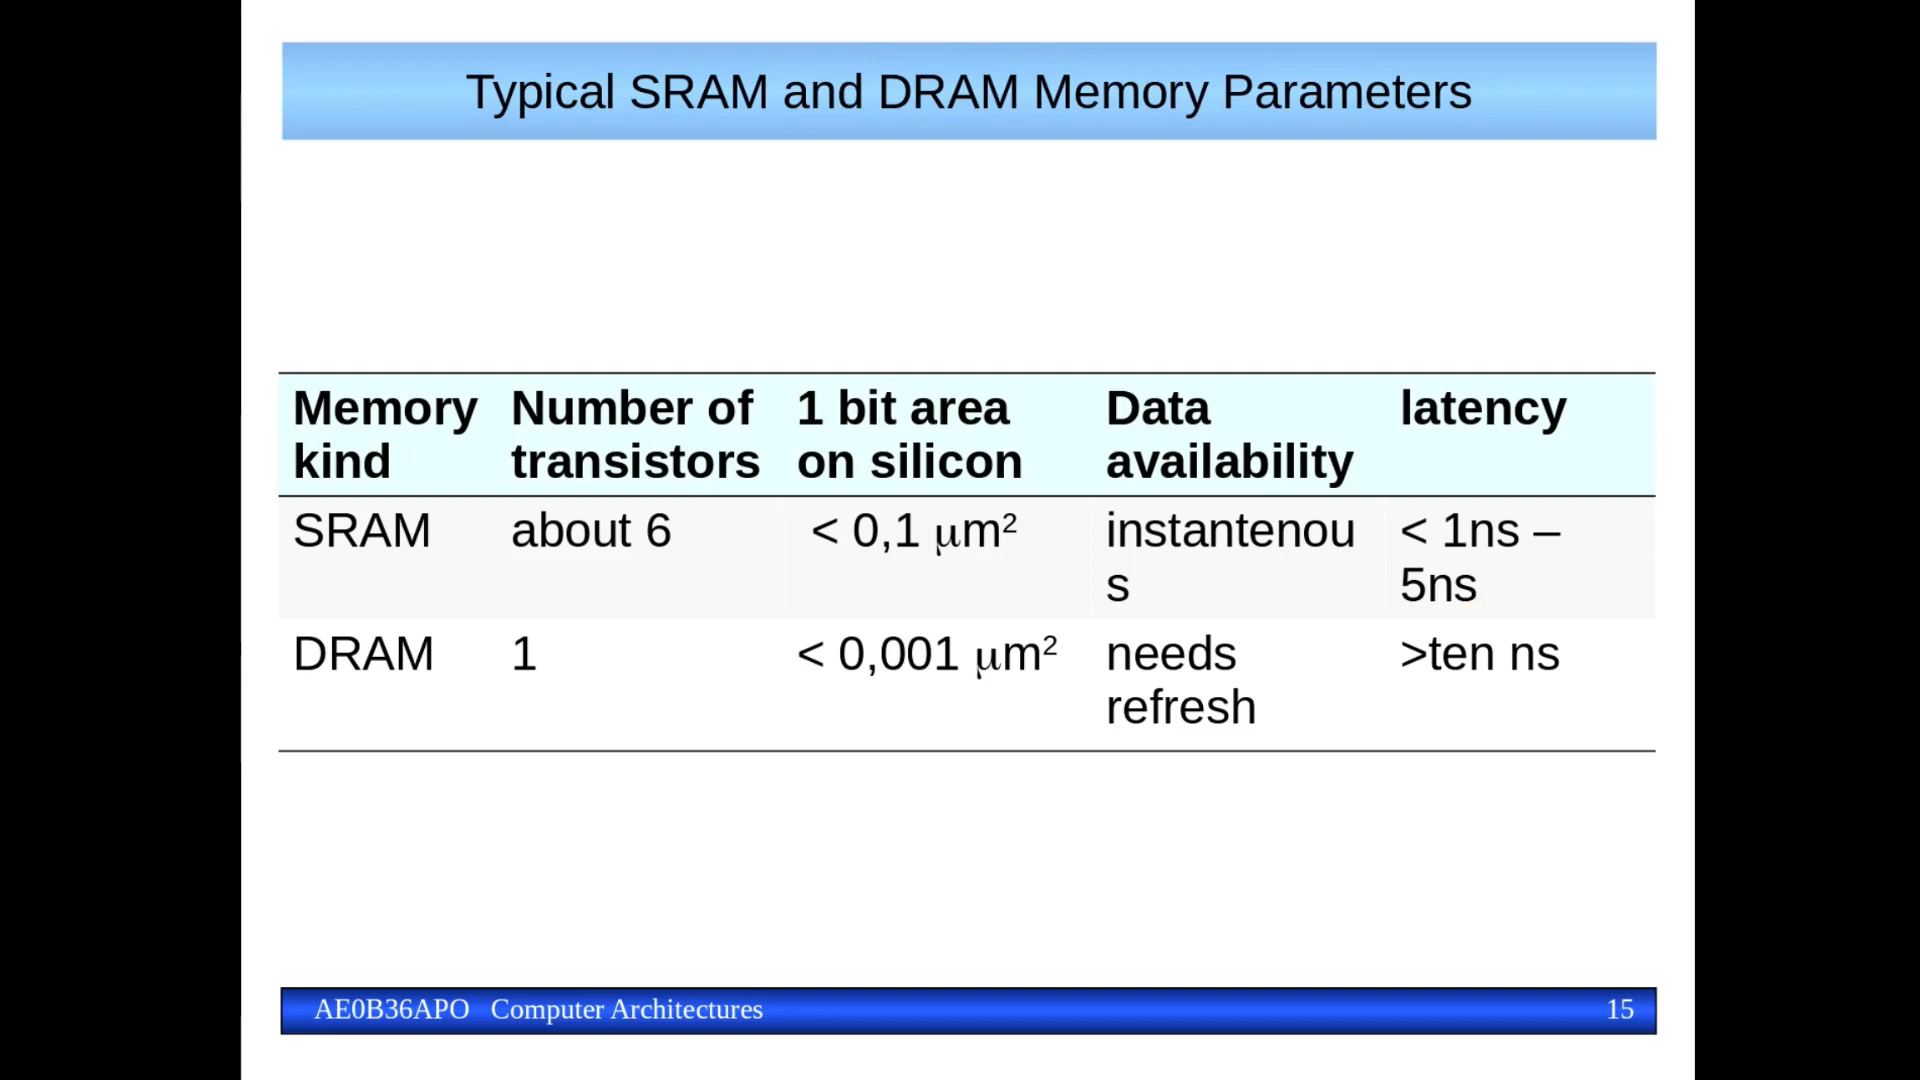 Typical SRAM and DRAM Memory Parameters
Memory kind Number of transistors 1 bit area on silicon Data availability latency
SRAM about 6 < 0,1 μm² instantenous < 1ns – 5ns
DRAM 1 < 0,001 μm² needs refresh >ten ns
AE0B36APO Computer Architectures 15